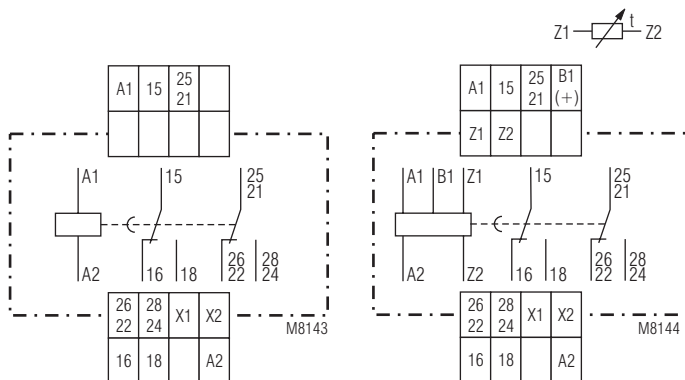 t
Z1 Z2
A1 15 25 21
A1 15 25 21 B1 (+)
Z1 Z2
A1 15 25 21
A1 B1 Z1 15 25 21
A2 16 18 26 22 28 24
A2 Z2 16 18 26 22 28 24
26 22 28 24 X1 X2
M8143
26 22 28 24 X1 X2
M8144
16 18 A2
16 18 A2